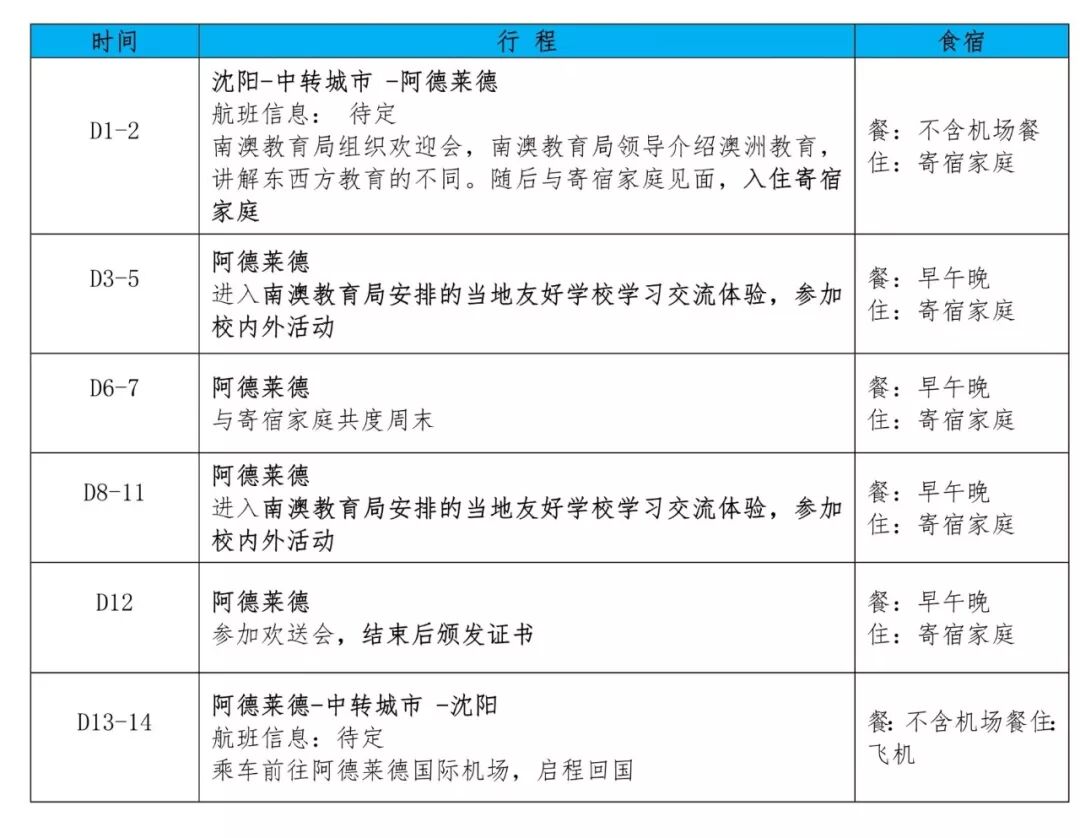 时间 行 程 食宿
D1-2
沈阳-中转城市 -阿德莱德
航班信息： 待定
南澳教育局组织欢迎会，南澳教育局领导介绍澳洲教育，
讲解东西方教育的不同。随后与寄宿家庭见面，入住寄宿
家庭
餐：不含机场餐
住：寄宿家庭
D3-5
阿德莱德
进入南澳教育局安排的当地友好学校学习交流体验，参加
校内外活动
餐：早午晚
住：寄宿家庭
D6-7
阿德莱德
与寄宿家庭共度周末
餐：早午晚
住：寄宿家庭
D8-11
阿德莱德
进入南澳教育局安排的当地友好学校学习交流体验，参加
校内外活动
餐：早午晚
住：寄宿家庭
D12
阿德莱德
参加欢送会，结束后颁发证书
餐：早午晚
住：寄宿家庭
D13-14
阿德莱德-中转城市 -沈阳
航班信息：待定
乘车前往阿德莱德国际机场，启程回国
餐：不含机场餐住：
飞机